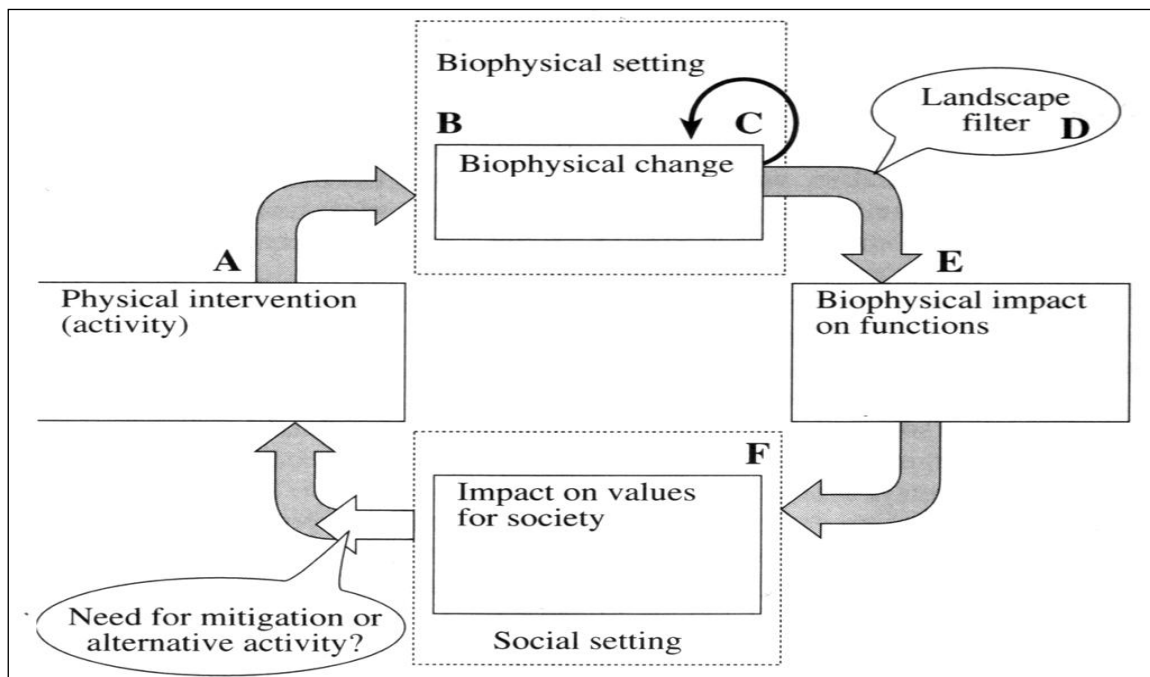 Biophysical setting
B
C
Biophysical change
Landscape
filter D
A
E
Physical intervention
(activity)
Biophysical impact
on functions
F
Impact on values
for society
Need for mitigation or
alternative activity?
Social setting